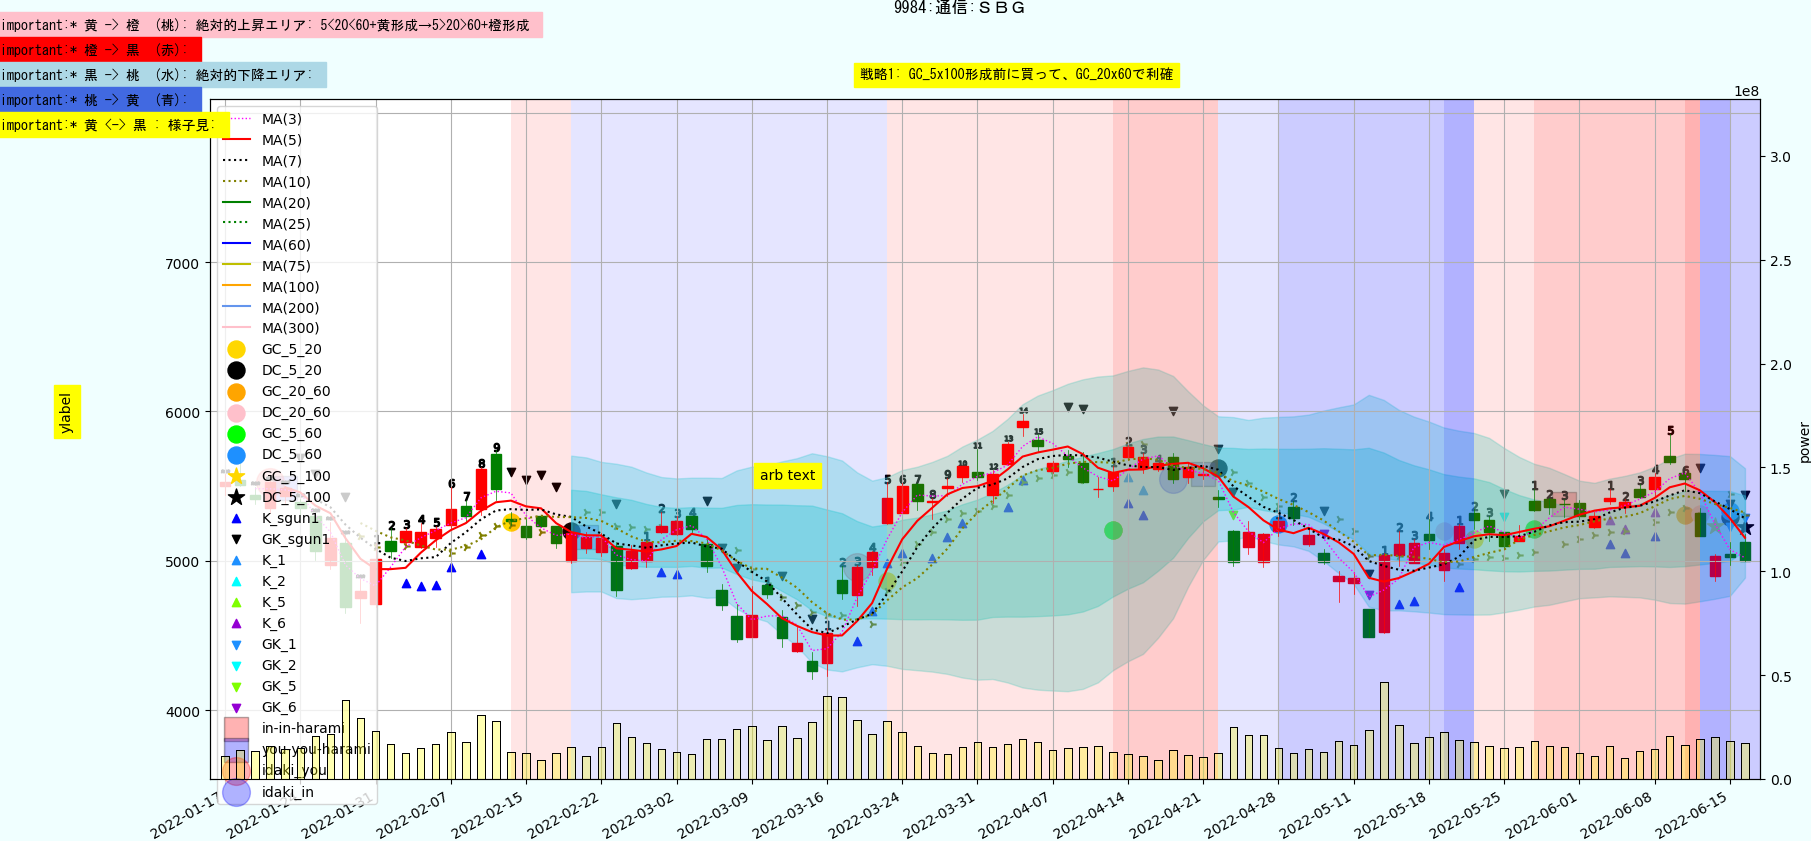 9984:通信:ＳＢＧ
important:* 黄 -> 橙 (桃): 絶対的上昇エリア: 5<20<60+黄形成→5>20>60+橙形成
important:* 橙 -> 黒 (赤):
important:* 黒 -> 桃 (水): 絶対的下降エリア:
important:* 桃 -> 黄 (青):
important:* 黄 <-> 黒 : 様子見:
戦略1: GC_5x100形成前に買って、GC_20x60で利確
1e8
MA(3)
MA(5)
MA(7)
MA(10)
MA(20)
MA(25)
MA(60)
MA(75)
MA(100)
MA(200)
MA(300)
GC_5_20
DC_5_20
GC_20_60
DC_20_60
GC_5_60
DC_5_60
GC_5_100
DC_5_100
K_sgun1
GK_sgun1
K_1
K_2
K_5
K_6
GK_1
GK_2
GK_5
GK_6
in-in-harami
you-you-harami
idaki_you
idaki_in
arb text
ylabel
power
7000
6000
5000
4000
3.0
2.5
2.0
1.5
1.0
0.5
0.0
2022-01-17
2022-01-31
2022-02-07
2022-02-15
2022-02-22
2022-03-02
2022-03-09
2022-03-16
2022-03-24
2022-03-31
2022-04-07
2022-04-14
2022-04-21
2022-04-28
2022-05-11
2022-05-18
2022-05-25
2022-06-01
2022-06-08
2022-06-15